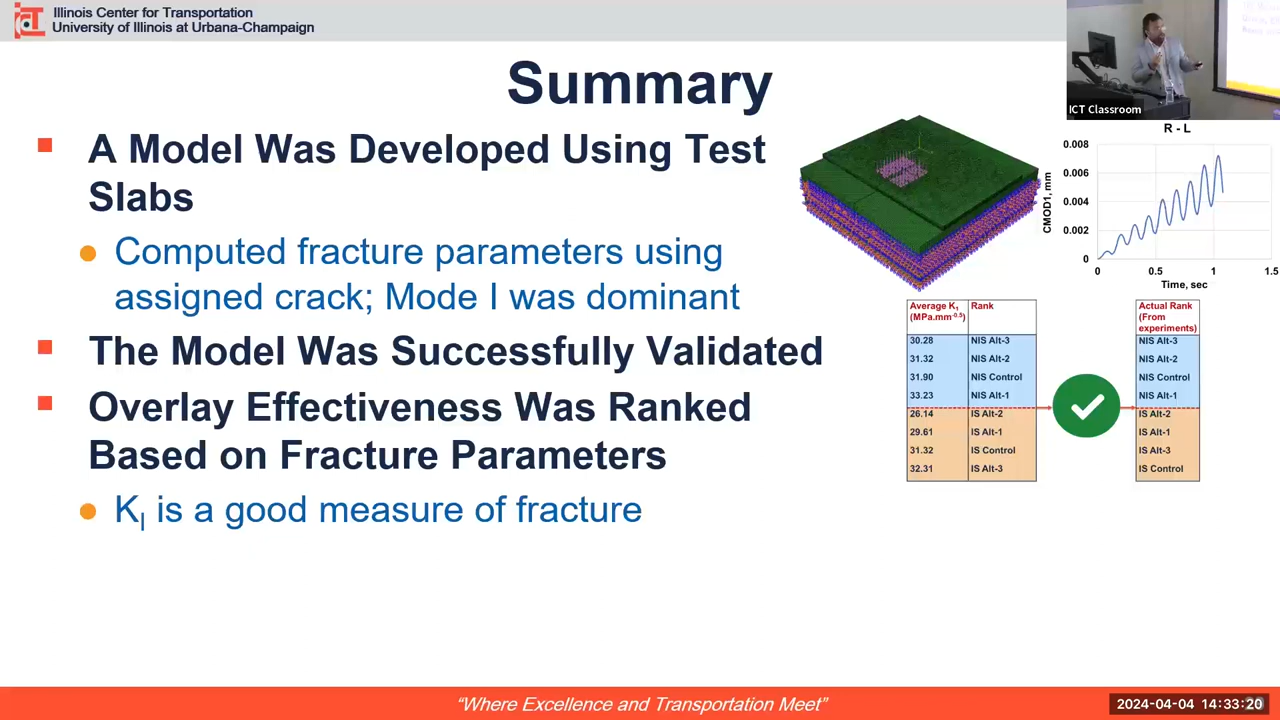 Illinois Center for Transportation
University of Illinois at Urbana-Champaign
ICT Classroom
Summary
A Model Was Developed Using Test
Slabs
Computed fracture parameters using
assigned crack; Mode I was dominant
The Model Was Successfully Validated
Overlay Effectiveness Was Ranked
Based on Fracture Parameters
K_I is a good measure of fracture
R - L
CMOD1, mm
0.008
0.006
0.004
0.002
0
0 0.5 1 1.5
Time, sec
Average K₁ Rank
(MPa.mm⁻⁰·⁵)
30.28 NIS Alt-3
31.32 NIS Alt-2
31.90 NIS Control
33.23 NIS Alt-1
26.14 IS Alt-2
29.61 IS Alt-1
31.32 IS Control
32.31 IS Alt-3
Actual Rank
(From
experiments)
NIS Alt-3
NIS Alt-2
NIS Control
NIS Alt-1
IS Alt-2
IS Alt-1
IS Alt-3
IS Control
“Where Excellence and Transportation Meet”
2024-04-04 14:33:20